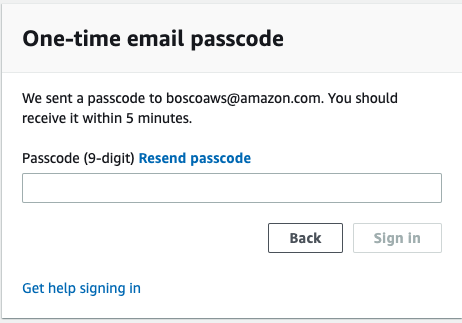 One-time email passcode
We sent a passcode to boscoaws@amazon.com. You should
receive it within 5 minutes.
Passcode (9-digit) Resend passcode
Back
Sign in
Get help signing in